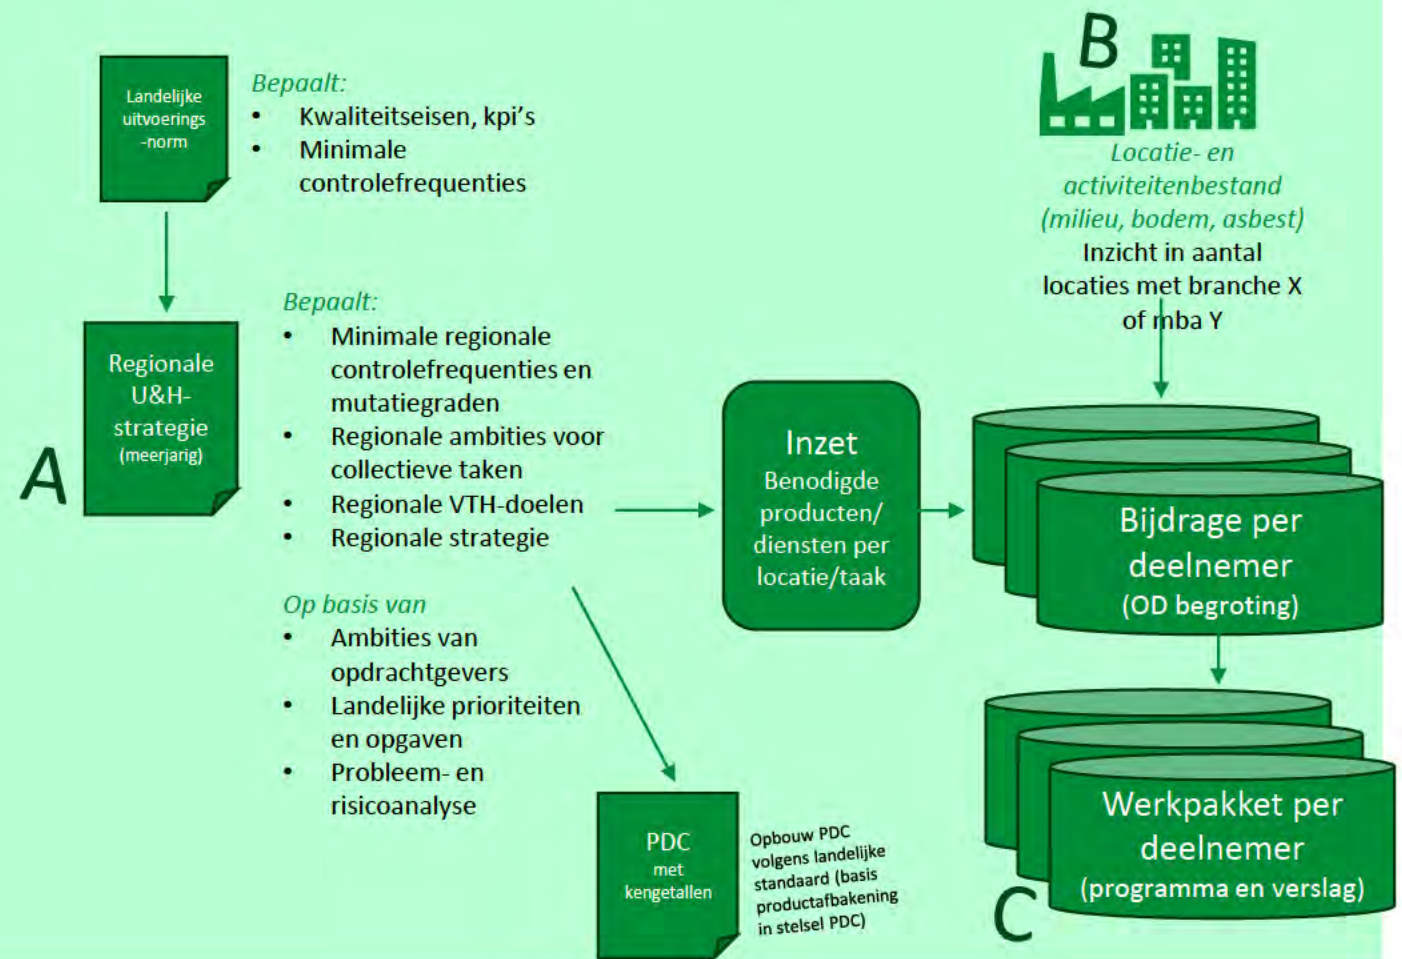 Landelijke
uitvoerings
-norm
Bepaalt:
• Kwaliteitseisen, kpi's
• Minimale
controlefrequenties
B
Locatie- en
activiteitenbestand
(milieu, bodem, asbest)
Inzicht in aantal
locaties met branche X
of mba Y
A
Regionale
U&H-
strategie
(meerjarig)
Bepaalt:
• Minimale regionale
controlefrequenties en
mutatiegraden
• Regionale ambities voor
collectieve taken
• Regionale VTH-doelen
• Regionale strategie
Op basis van
• Ambities van
opdrachtgevers
• Landelijke prioriteiten
en opgaven
• Probleem- en
risicoanalyse
Inzet
Benodigde
producten/
diensten per
locatie/taak
Bijdrage per
deelnemer
(OD begroting)
PDC
met
kengetallen
Opbouw PDC
volgens landelijke
standaard (basis
productafbakening
in stelsel PDC)
C
Werkpakket per
deelnemer
(programma en verslag)